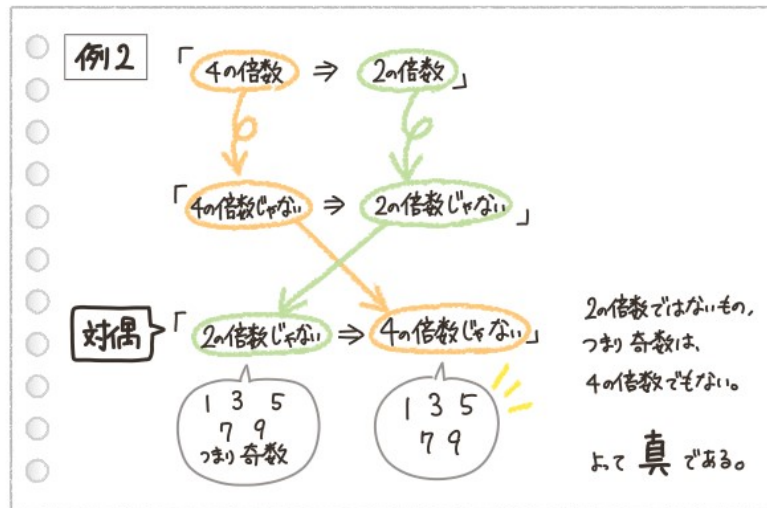 例2
「4の倍数 ⇒ 2の倍数」
「4の倍数じゃない ⇒ 2の倍数じゃない」
対偶
「2の倍数じゃない ⇒ 4の倍数じゃない」
1 3 5
7 9
つまり 奇数
1 3 5
7 9
2の倍数ではないもの、
つまり 奇数は、
4の倍数でもない。
よって 真 である。